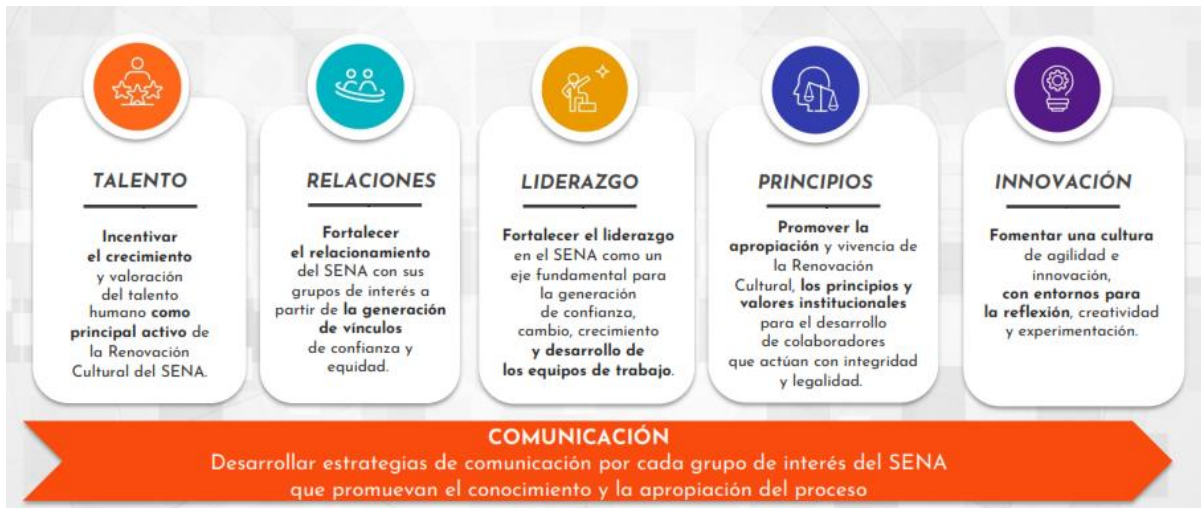 TALENTO
Incentivar
el crecimiento
y valoración
del talento
humano como
principal activo de
la Renovación
Cultural del SENA.
RELACIONES
Fortalecer
el relacionamiento
del SENA con sus
grupos de interés a
partir de la generación
de vínculos
de confianza y
equidad.
LIDERAZGO
Fortalecer el liderazgo
en el SENA como un
eje fundamental para
la generación
de confianza,
cambio, crecimiento
y desarrollo de
los equipos de trabajo.
PRINCIPIOS
Promover la
apropiación y vivencia de
la Renovación
Cultural, los principios y
valores institucionales
para el desarrollo
de colaboradores
que actúan con integridad
y legalidad.
INNOVACIÓN
Fomentar una cultura
de agilidad e
innovación,
con entornos para
la reflexión, creatividad
y experimentación.
COMUNICACIÓN
Desarrollar estrategias de comunicación por cada grupo de interés del SENA
que promuevan el conocimiento y la apropiación del proceso